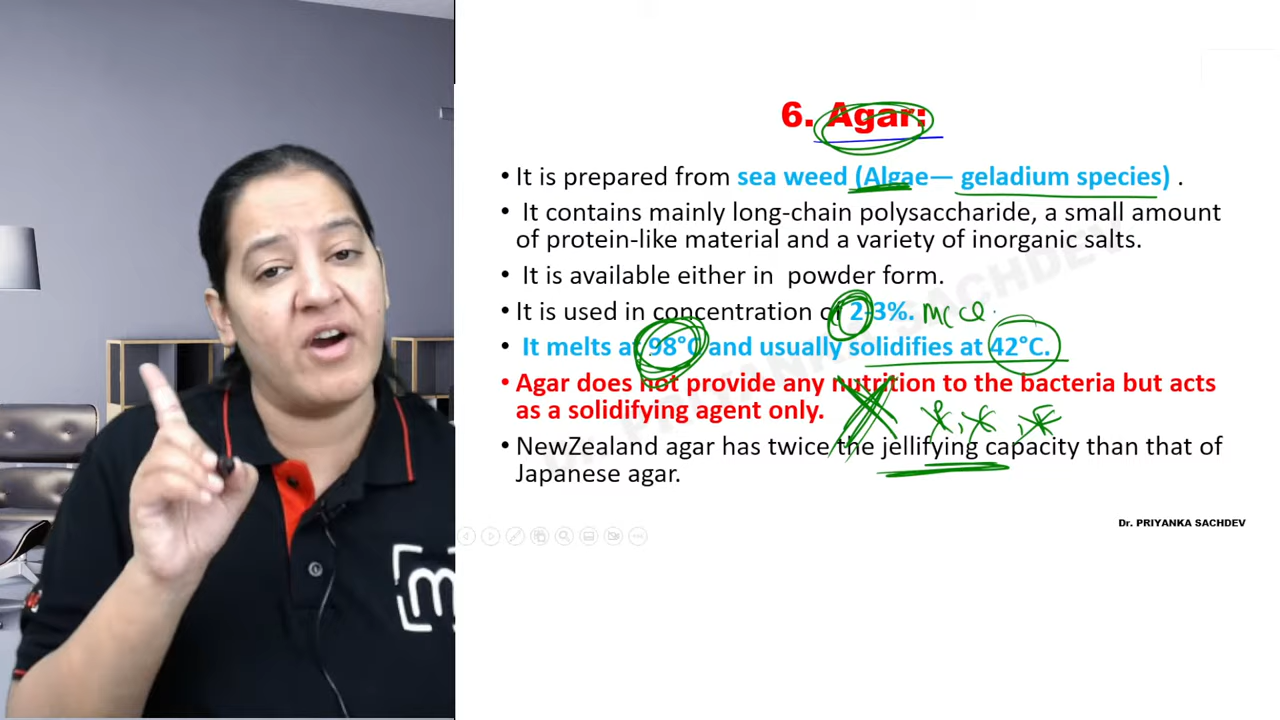 6. Agar:
• It is prepared from sea weed (Algae— geladium species) .
• It contains mainly long-chain polysaccharide, a small amount
of protein-like material and a variety of inorganic salts.
• It is available either in powder form.
• It is used in concentration of 2-3%. MCQ.
• It melts at 98°C and usually solidifies at 42°C.
• Agar does not provide any nutrition to the bacteria but acts
as a solidifying agent only.
• NewZealand agar has twice the jellifying capacity than that of
Japanese agar.
Dr. PRIYANKA SACHDEV
PRIYANKA SACHDEV
m